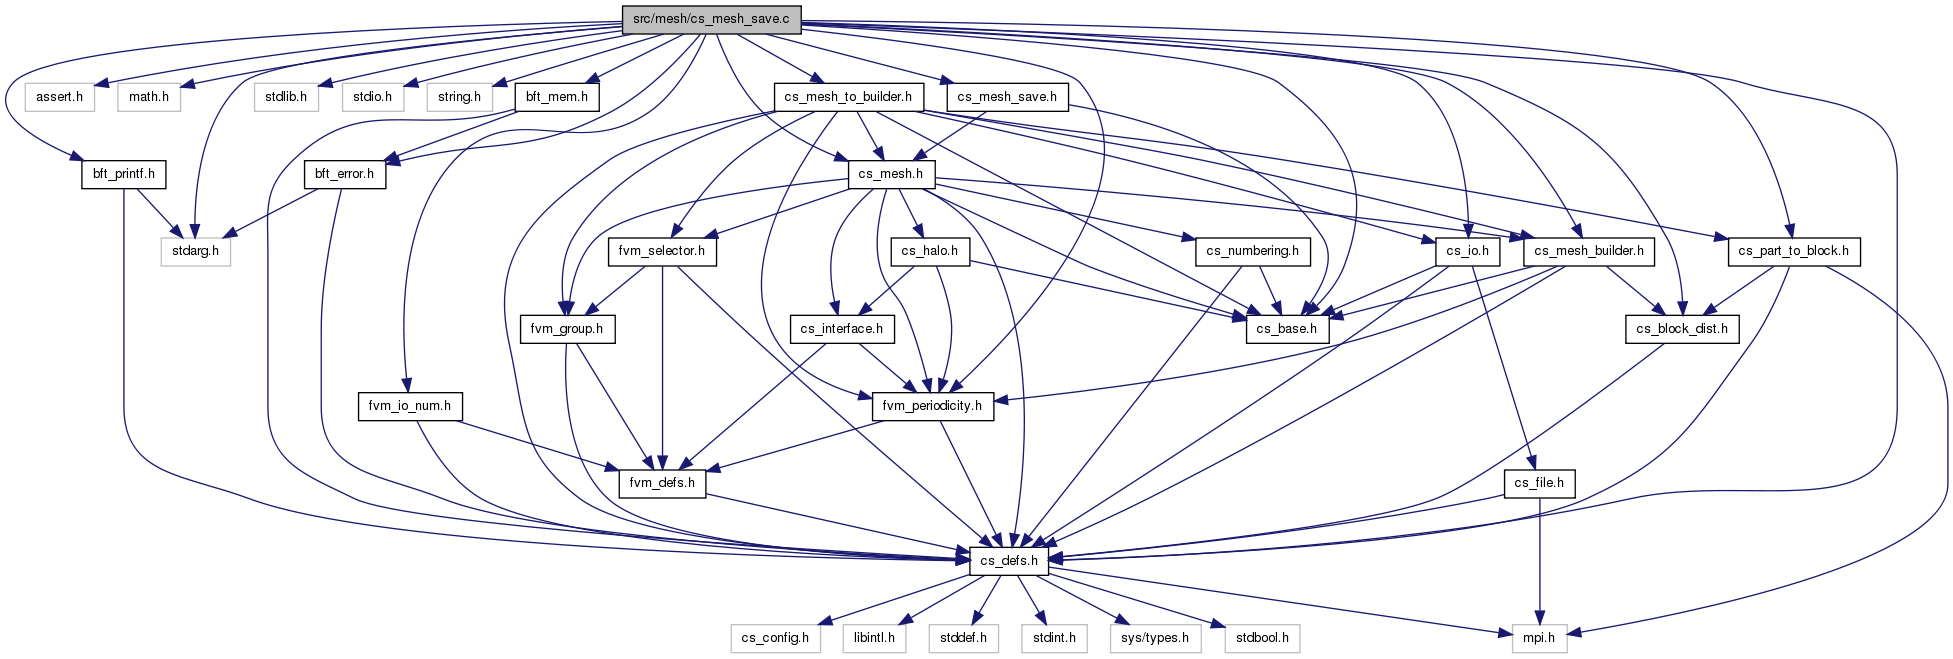 src/mesh/cs_mesh_save.c
assert.h
math.h
stdlib.h
stdio.h
string.h
bft_mem.h
cs_mesh_to_builder.h
cs_mesh_save.h
bft_printf.h
bft_error.h
cs_mesh.h
stdarg.h
fvm_selector.h
cs_halo.h
cs_numbering.h
cs_io.h
cs_mesh_builder.h
cs_part_to_block.h
fvm_group.h
cs_interface.h
cs_base.h
cs_block_dist.h
fvm_io_num.h
fvm_periodicity.h
fvm_defs.h
cs_file.h
cs_defs.h
cs_config.h
libintl.h
stddef.h
stdint.h
sys/types.h
stdbool.h
mpi.h